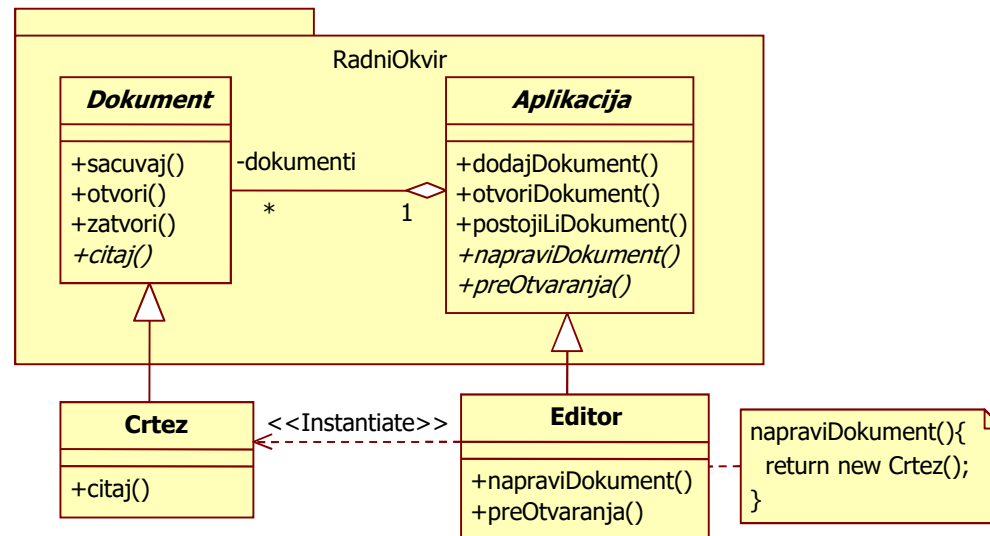 RadniOkvir
Dokument
+sacuvaj()
+otvori()
+zatvori()
+citaj()
-dokumenti
*
1
Aplikacija
+dodajDokument()
+otvoriDokument()
+postojiLiDokument()
+napraviDokument()
+preOtvaranja()
Crtez
+citaj()
<<Instantiate>>
Editor
+napraviDokument()
+preOtvaranja()
napraviDokument(){
return new Crtez();
}